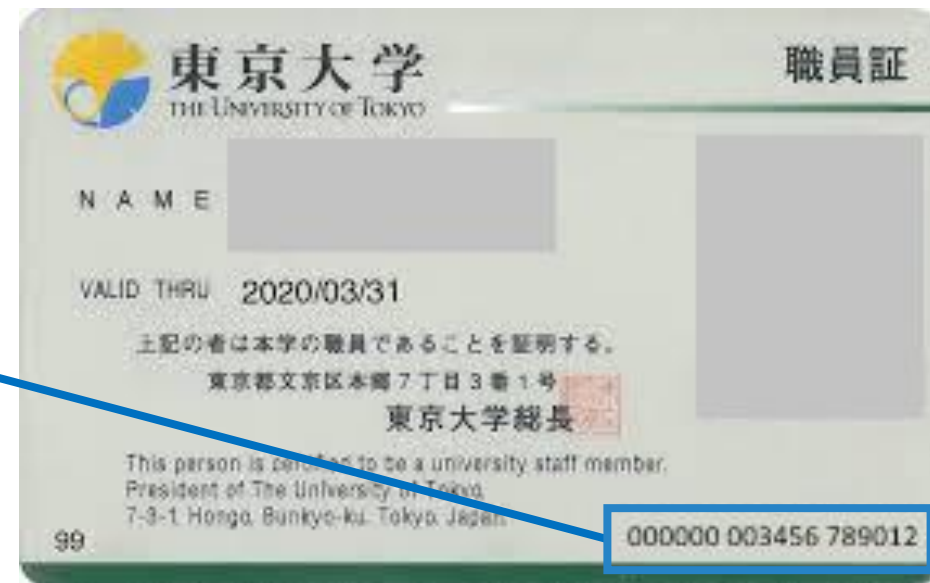 東京大学
THE UNIVERSITY OF TOKYO
職員証
NAME
VALID THRU 2020/03/31
上記の者は本学の職員であることを証明する。
東京都文京区本郷7丁目3番1号
東京大学総長
This person is certified to be a university staff member.
President of The University of Tokyo
7-3-1 Hongo, Bunkyo-ku, Tokyo, Japan.
99
000000 003456 789012